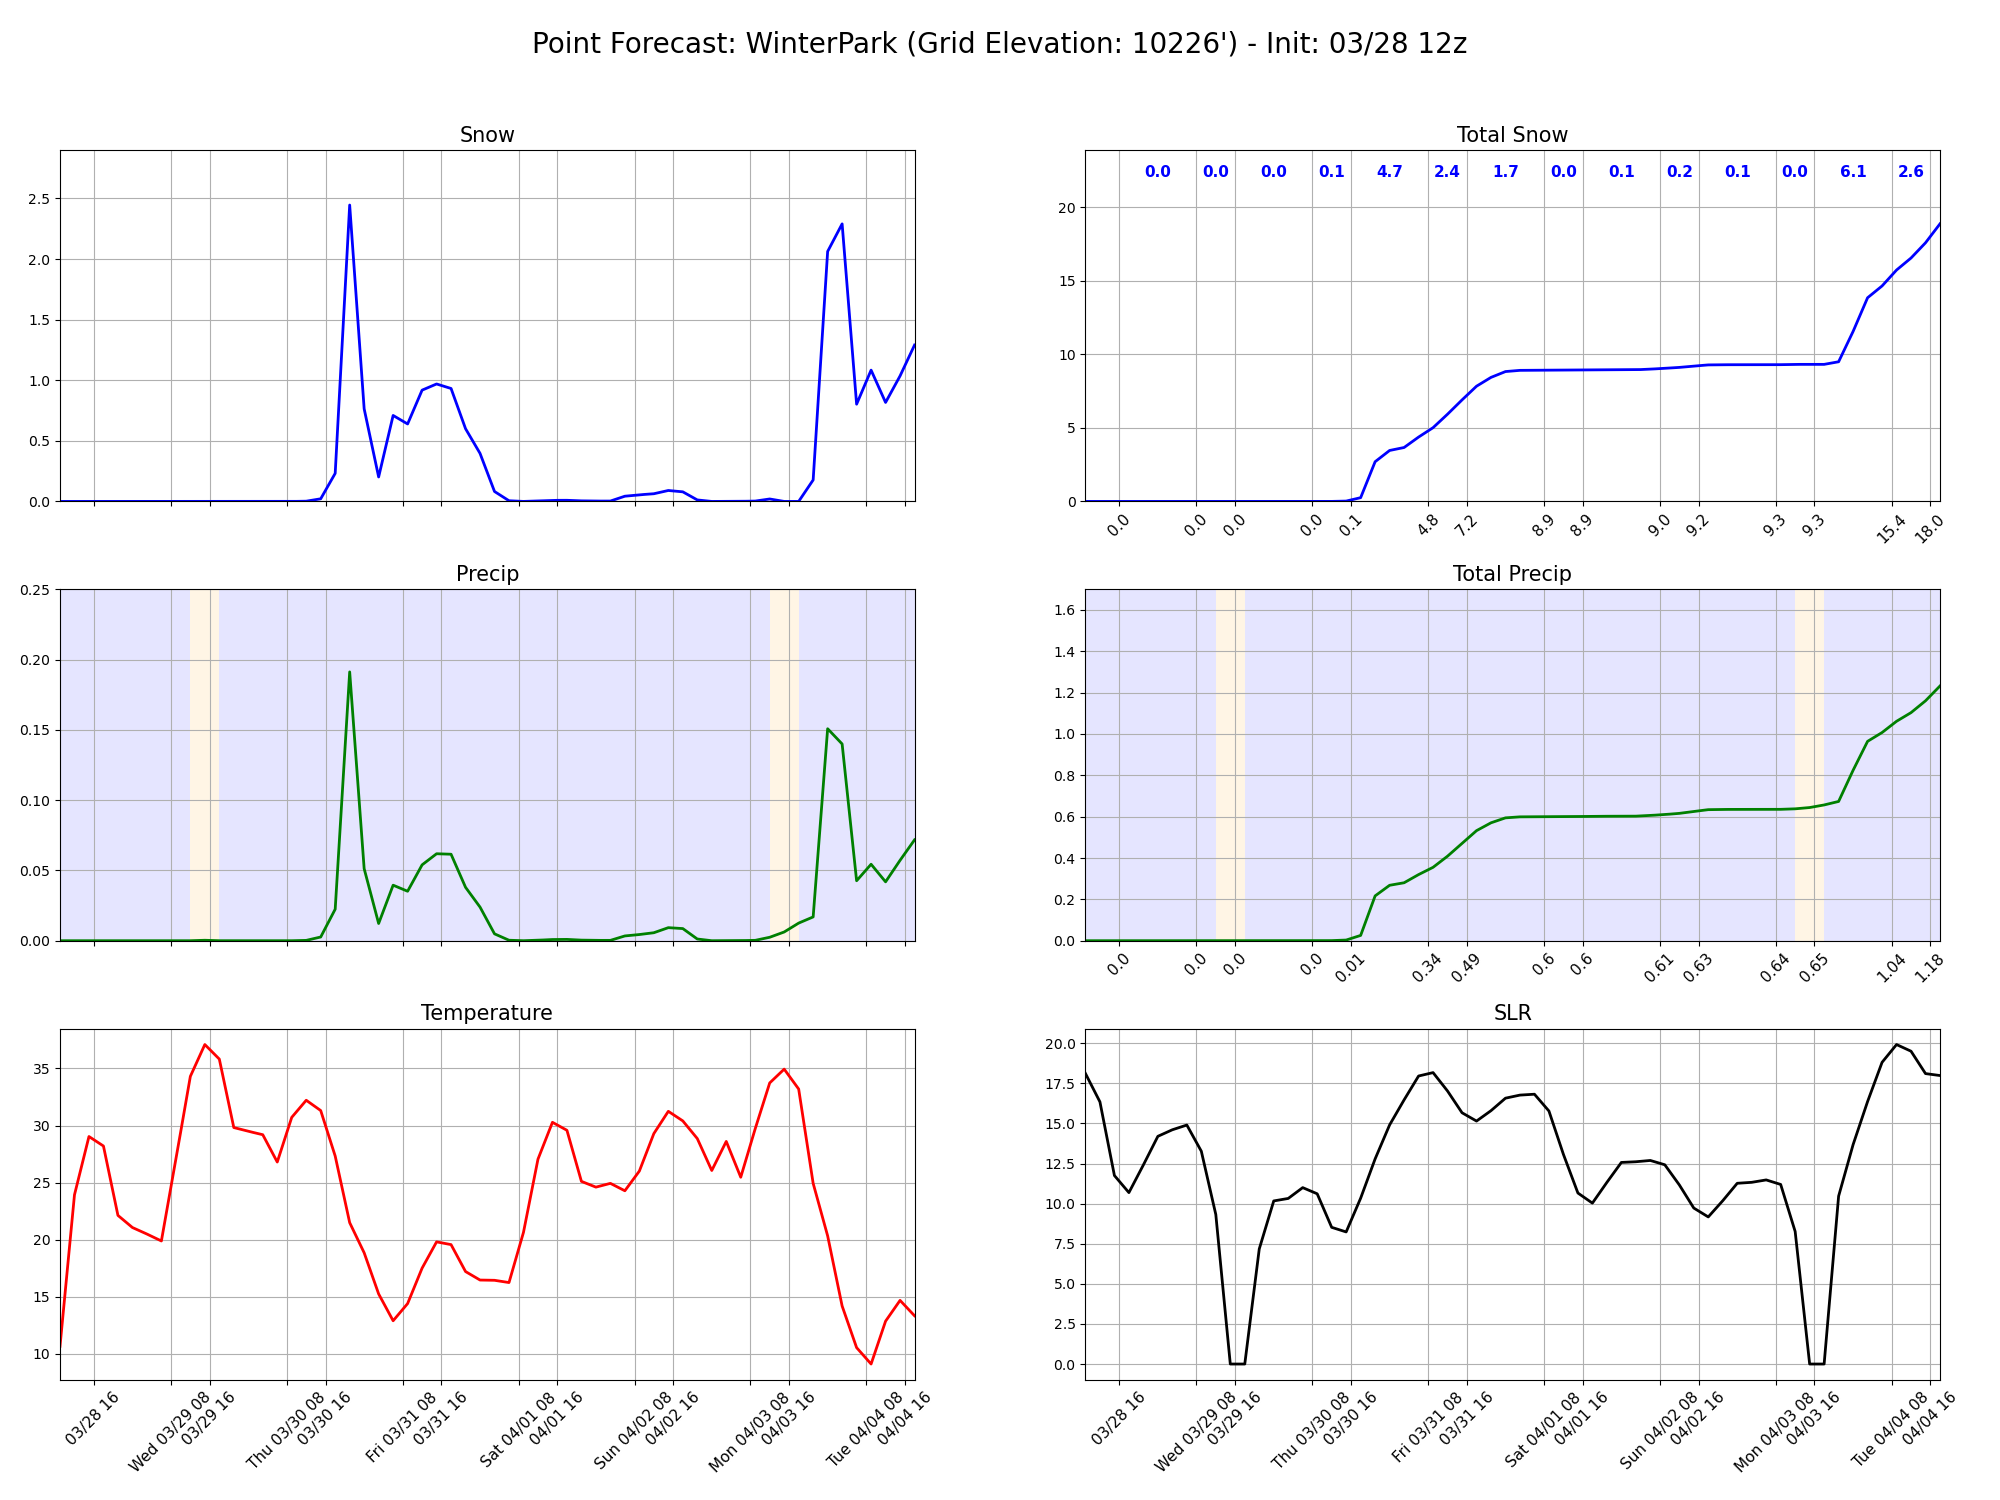 Point Forecast: WinterPark (Grid Elevation: 10226') - Init: 03/28 12z
Snow
2.5
2.0
1.5
1.0
0.5
0.0
Total Snow
0.0 0.0 0.0 0.1 4.7 2.4 1.7 0.0 0.1 0.2 0.1 0.0 6.1 2.6
20
15
10
5
0
0.0 0.0 0.0 0.0 0.1 4.8 7.2 8.9 8.9 9.0 9.2 9.3 9.3 15.4 18.0
Precip
0.25
0.20
0.15
0.10
0.05
0.00
Total Precip
1.6
1.4
1.2
1.0
0.8
0.6
0.4
0.2
0.0
0.0 0.0 0.0 0.0 0.01 0.34 0.49 0.6 0.6 0.61 0.63 0.64 0.65 1.04 1.18
Temperature
35
30
25
20
15
10
03/28 16
Wed 03/29 08
03/29 16
Thu 03/30 08
03/30 16
Fri 03/31 08
03/31 16
Sat 04/01 08
04/01 16
Sun 04/02 08
04/02 16
Mon 04/03 08
04/03 16
Tue 04/04 08
04/04 16
SLR
20.0
17.5
15.0
12.5
10.0
7.5
5.0
2.5
0.0
03/28 16
Wed 03/29 08
03/29 16
Thu 03/30 08
03/30 16
Fri 03/31 08
03/31 16
Sat 04/01 08
04/01 16
Sun 04/02 08
04/02 16
Mon 04/03 08
04/03 16
Tue 04/04 08
04/04 16